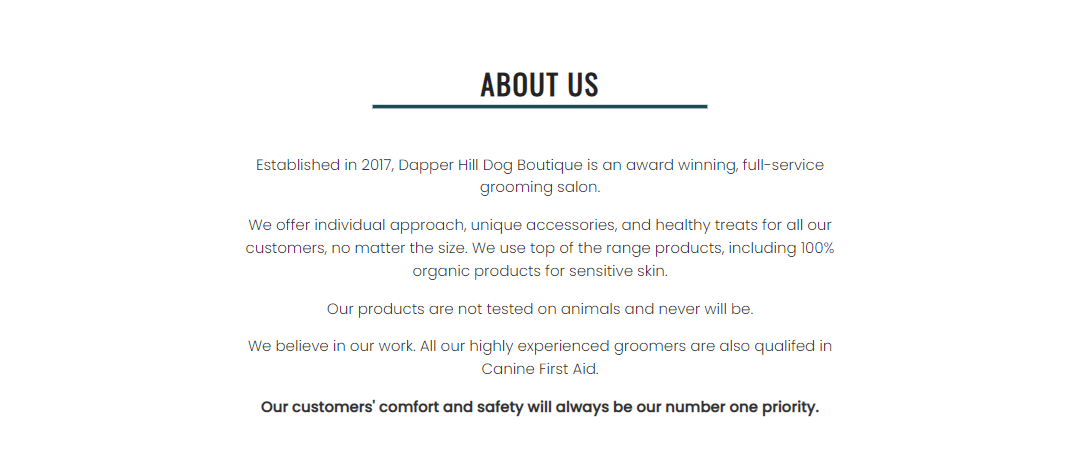 ABOUT US
Established in 2017, Dapper Hill Dog Boutique is an award winning, full-service
grooming salon.
We offer individual approach, unique accessories, and healthy treats for all our
customers, no matter the size. We use top of the range products, including 100%
organic products for sensitive skin.
Our products are not tested on animals and never will be.
We believe in our work. All our highly experienced groomers are also qualifed in
Canine First Aid.
Our customers' comfort and safety will always be our number one priority.